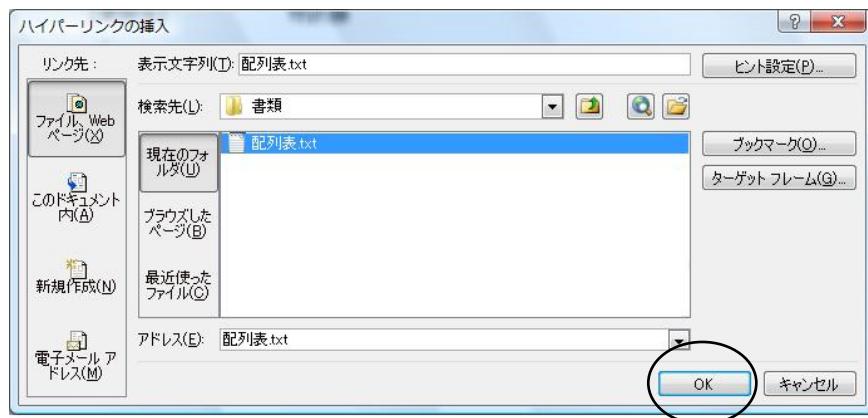 ハイパーリンクの挿入
リンク先：
表示文字列(T): 配列表.txt
ヒント設定(P)...
ファイル、Web
ページ(X)
検索先(L): 書類
現在のフォ
ルダ(U)
配列表.txt
ブックマーク(O)...
ターゲット フレーム(G)...
このドキュメント
内(A)
ブラウズした
ページ(B)
新規作成(N)
最近使った
ファイル(C)
アドレス(E): 配列表.txt
電子メール ア
ドレス(M)
OK
キャンセル